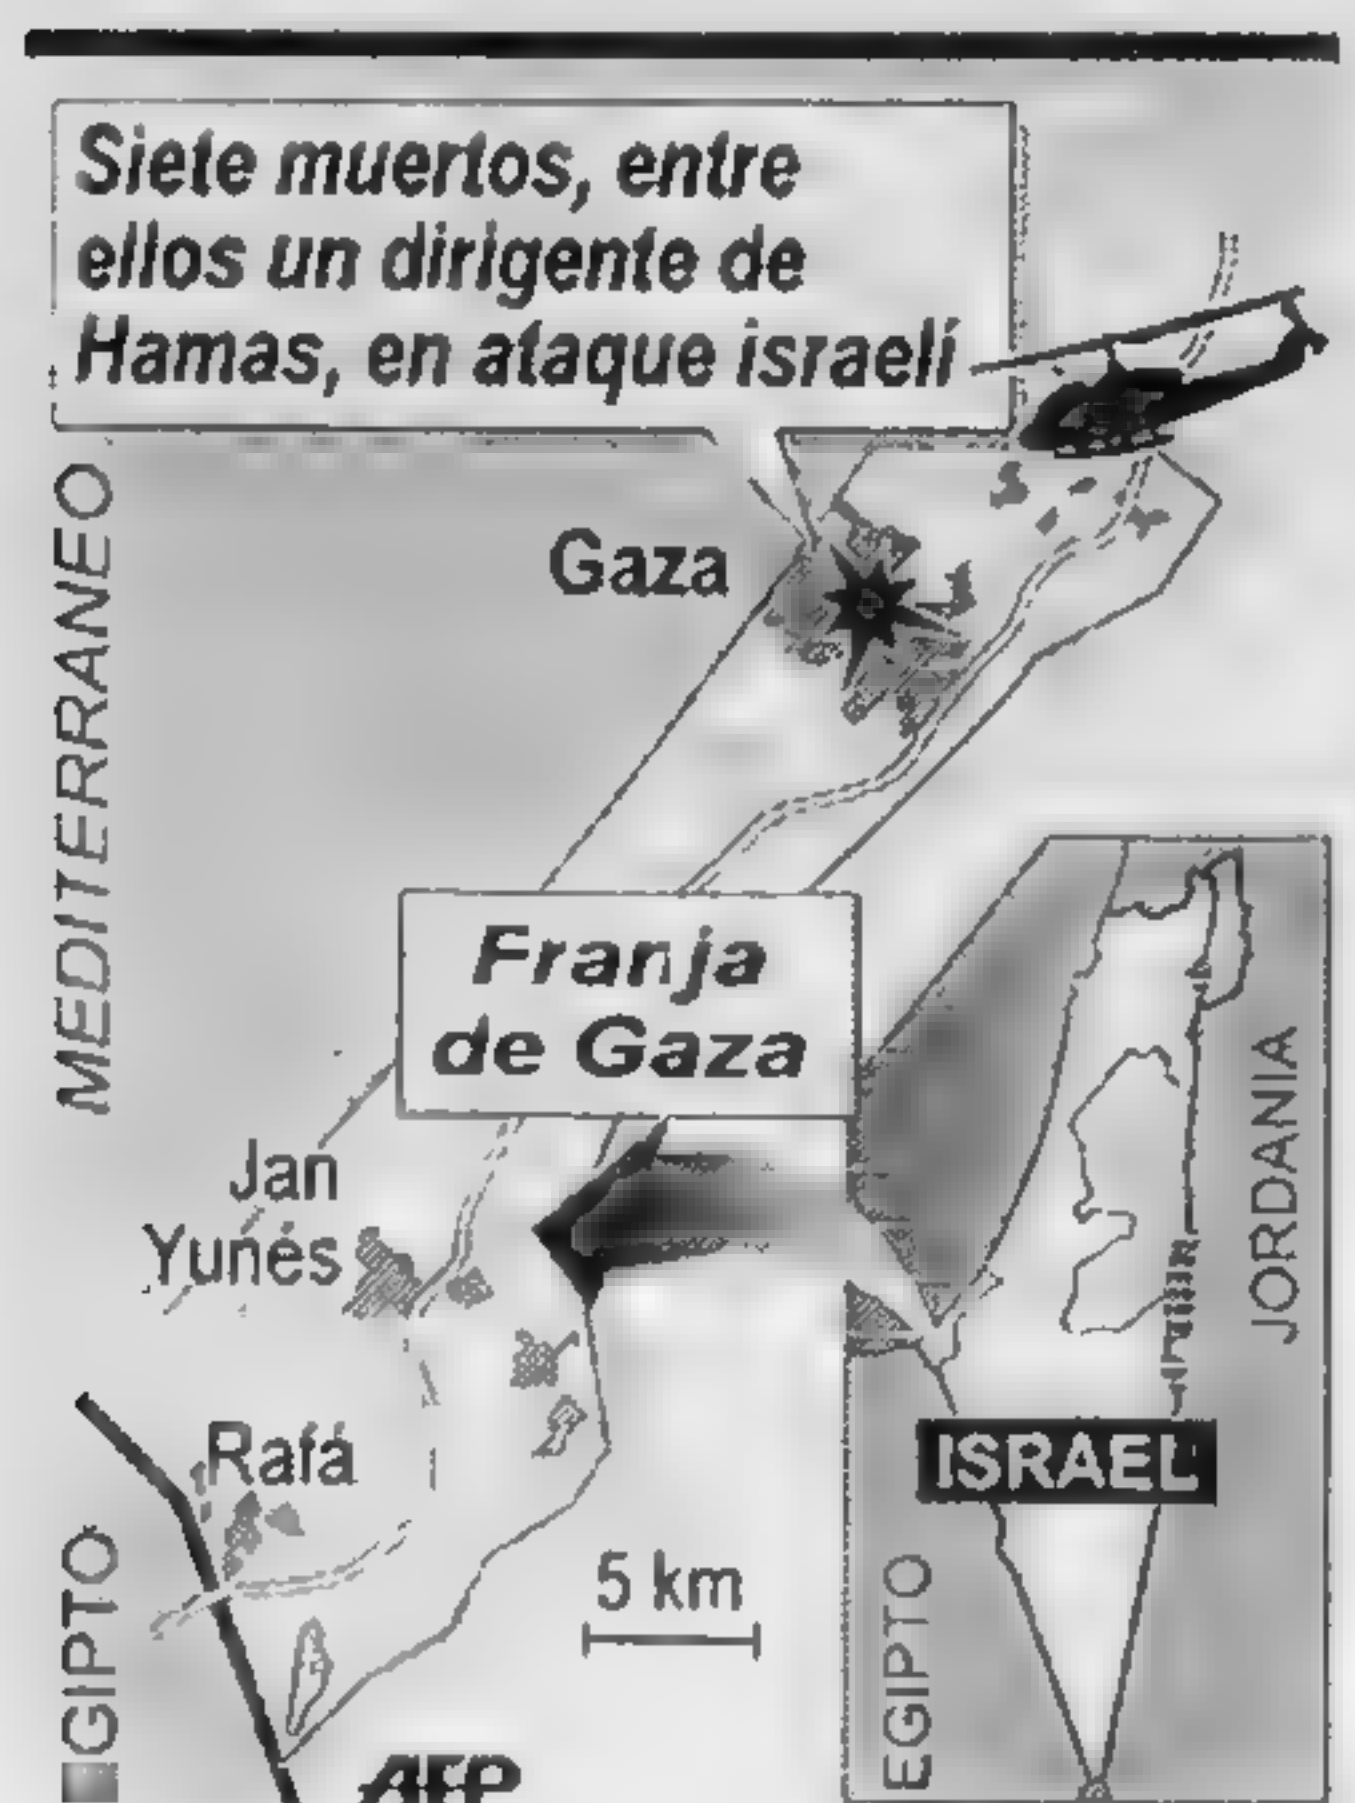 Siete muertos, entre
ellos un dirigente de
Hamas, en ataque israelí
MEDITERRANEO
Gaza
Franja
de Gaza
Jan
Yunés
Rafá
5 km
EGIPTO
AFP
JORDANIA
ISRAEL
EGIPTO